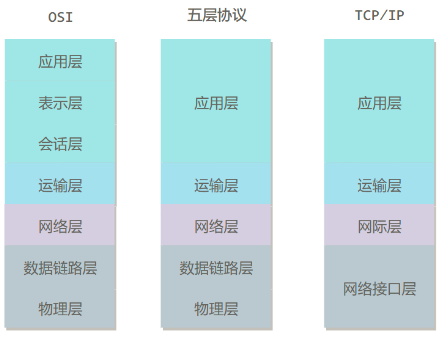 OSI
应用层
表示层
会话层
运输层
网络层
数据链路层
物理层
五层协议
应用层
运输层
网络层
数据链路层
物理层
TCP/IP
应用层
运输层
网际层
网络接口层